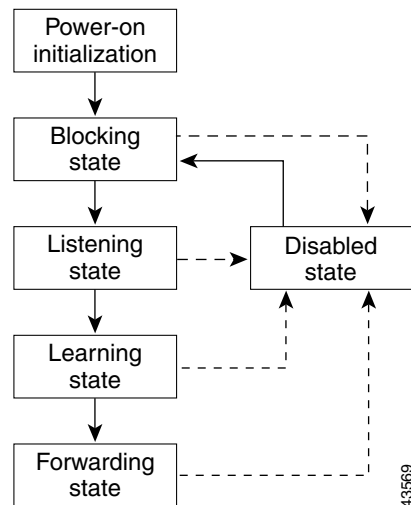 Power-on
initialization
Blocking
state
Listening
state
Disabled
state
Learning
state
Forwarding
state
43569